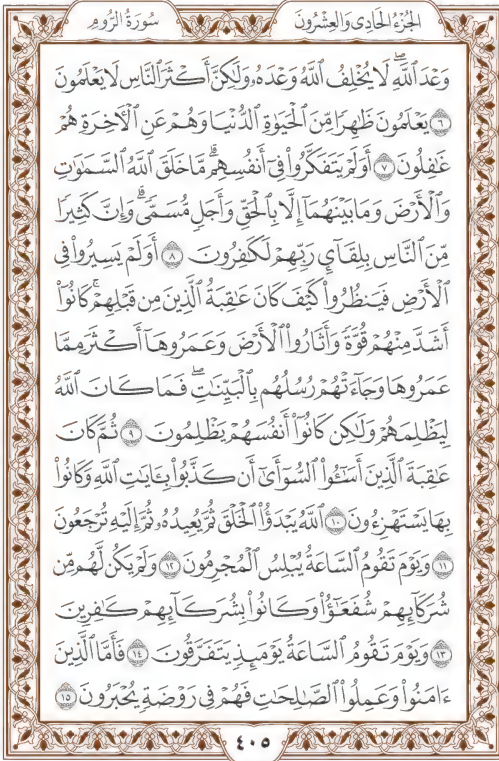 الجُزْءُ الحَادِي وَالعِشْرُونَ
سُورَةُ الرُّومِ
وَعْدَ ٱللَّهِۖ لَا يُخْلِفُ ٱللَّهُ وَعْدَهُۥ وَلَٰكِنَّ أَكْثَرَ ٱلنَّاسِ لَا يَعْلَمُونَ
٦ يَعْلَمُونَ ظَٰهِرًا مِّنَ ٱلْحَيَوٰةِ ٱلدُّنْيَا وَهُمْ عَنِ ٱلْأَخِرَةِ هُمْ
غَٰفِلُونَ ٧ أَوَلَمْ يَتَفَكَّرُوا۟ فِىٓ أَنفُسِهِمۗ مَّا خَلَقَ ٱللَّهُ ٱلسَّمَٰوَٰتِ
وَٱلْأَرْضَ وَمَا بَيْنَهُمَآ إِلَّا بِٱلْحَقِّ وَأَجَلٍ مُّسَمًّىۗ وَإِنَّ كَثِيرًا
مِّنَ ٱلنَّاسِ بِلِقَآئِ رَبِّهِمْ لَكَٰفِرُونَ ٨ أَوَلَمْ يَسِيرُوا۟ فِى
ٱلْأَرْضِ فَيَنظُرُوا۟ كَيْفَ كَانَ عَٰقِبَةُ ٱلَّذِينَ مِن قَبْلِهِمْۚ كَانُوٓا۟
أَشَدَّ مِنْهُمْ قُوَّةً وَأَثَارُوا۟ ٱلْأَرْضَ وَعَمَرُوهَآ أَكْثَرَ مِمَّا
عَمَرُوهَا وَجَآءَتْهُمْ رُسُلُهُم بِٱلْبَيِّنَٰتِۖ فَمَا كَانَ ٱللَّهُ
لِيَظْلِمَهُمْ وَلَٰكِن كَانُوٓا۟ أَنفُسَهُمْ يَظْلِمُونَ ٩ ثُمَّ كَانَ
عَٰقِبَةَ ٱلَّذِينَ أَسَٰٓـُٔوا۟ ٱلسُّوٓأَىٰٓ أَن كَذَّبُوا۟ بِـَٔايَٰتِ ٱللَّهِ وَكَانُوا۟
بِهَا يَسْتَهْزِءُونَ ١٠ ٱللَّهُ يَبْدَؤُا۟ ٱلْخَلْقَ ثُمَّ يُعِيدُهُۥ ثُمَّ إِلَيْهِ تُرْجَعُونَ
١١ وَيَوْمَ تَقُومُ ٱلسَّاعَةُ يُبْلِسُ ٱلْمُجْرِمُونَ ١٢ وَلَمْ يَكُن لَّهُم مِّن
شُرَكَآئِهِمْ شُفَعَٰٓؤُا۟ وَكَانُوا۟ بِشُرَكَآئِهِمْ كَٰفِرِينَ
١٣ وَيَوْمَ تَقُومُ ٱلسَّاعَةُ يَوْمَئِذٍ يَتَفَرَّقُونَ ١٤ فَأَمَّا ٱلَّذِينَ
ءَامَنُوا۟ وَعَمِلُوا۟ ٱلصَّٰلِحَٰتِ فَهُمْ فِى رَوْضَةٍ يُحْبَرُونَ ١٥
٤٠٥